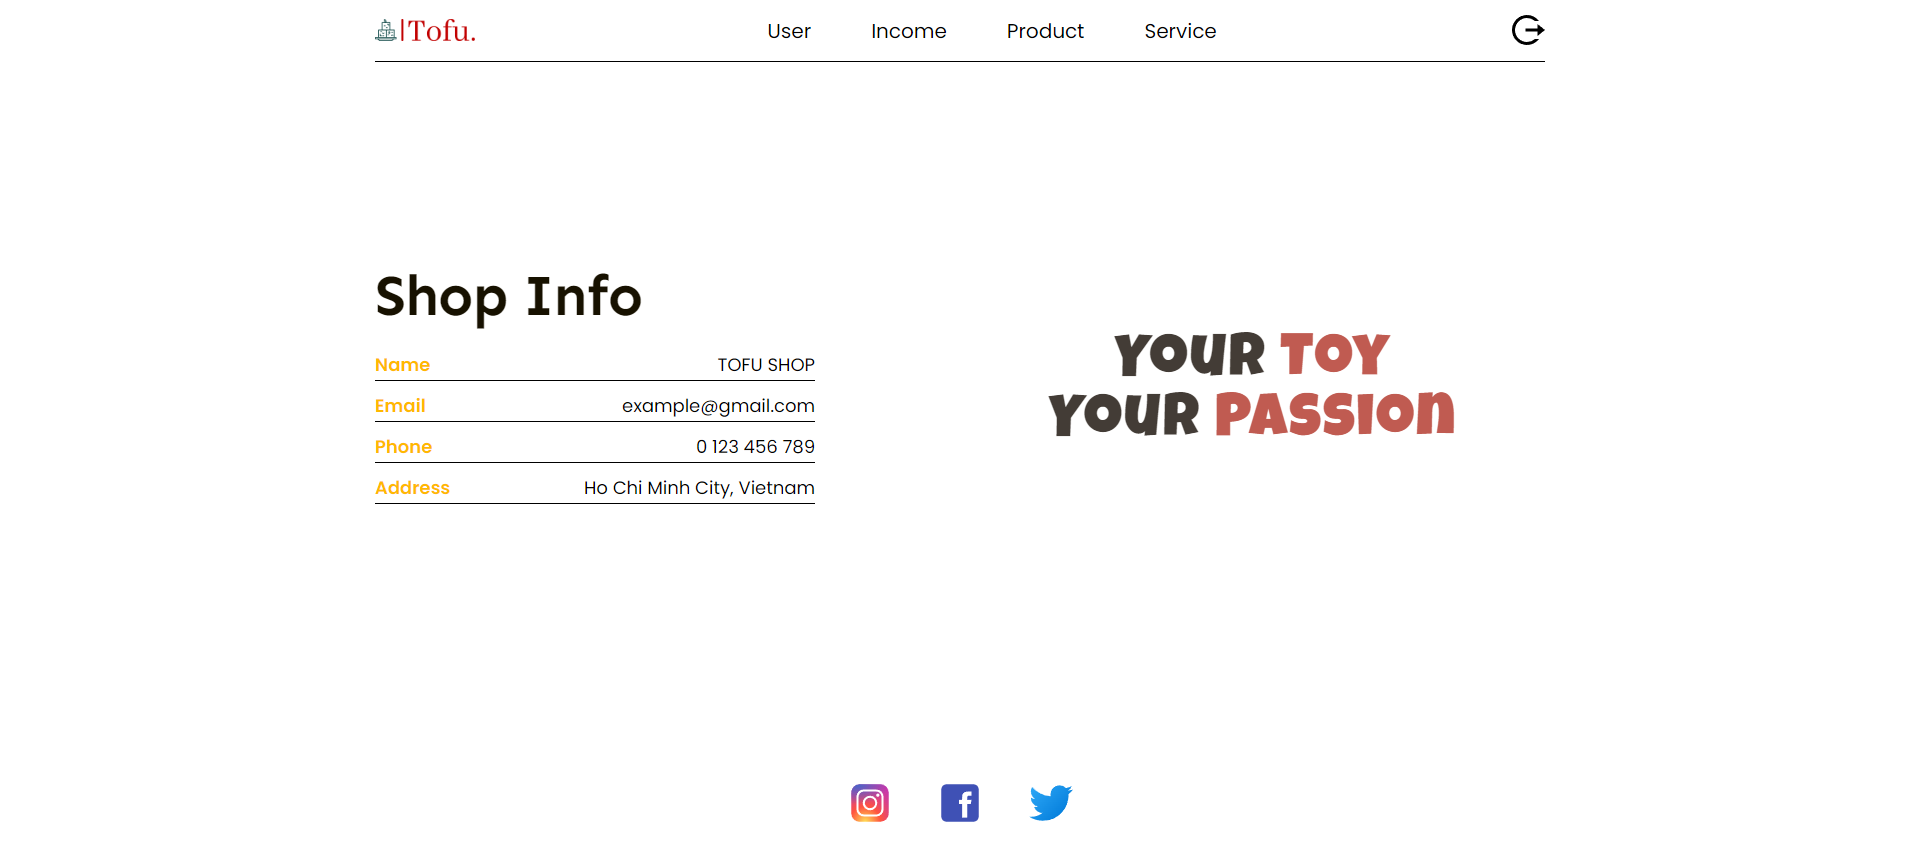 Tofu.
User Income Product Service
Shop Info
Name TOFU SHOP
Email example@gmail.com
Phone 0 123 456 789
Address Ho Chi Minh City, Vietnam
YOUR TOY
YOUR PASSION